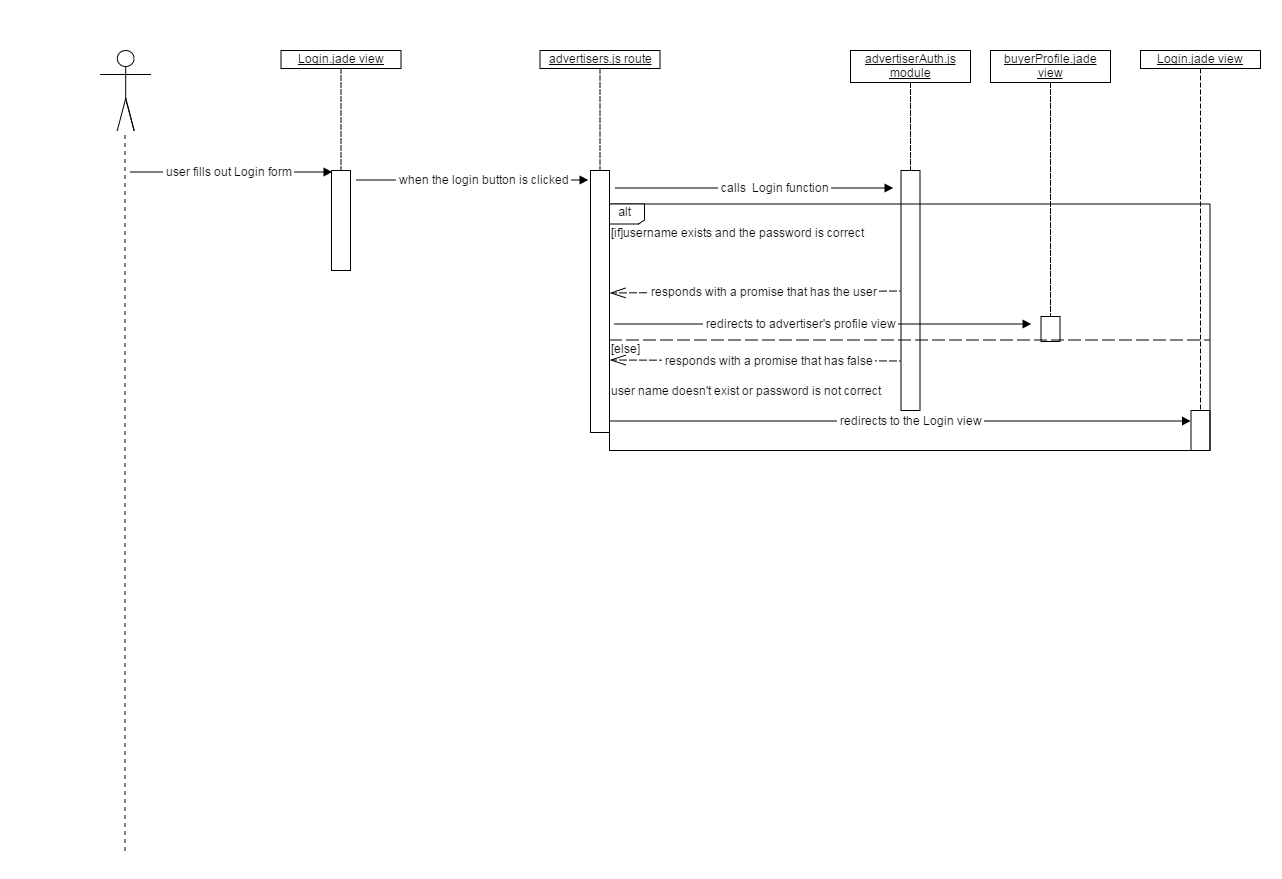 Login.jade view
advertisers.js route
advertiserAuth.js
module
buyerProfile.jade
view
Login.jade view
user fills out Login form
when the login button is clicked
calls  Login function
alt
[if]username exists and the password is correct
responds with a promise that has the user
redirects to advertiser's profile view
[else]
responds with a promise that has false
user name doesn't exist or password is not correct
redirects to the Login view